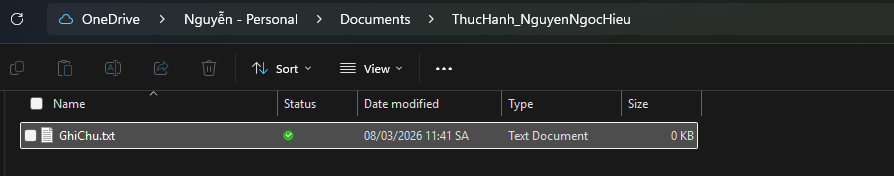 OneDrive > Nguyễn - Personal > Documents > ThucHanh_NguyenNgocHieu
Sort View ...
Name Status Date modified Type Size
GhiChu.txt 08/03/2026 11:41 SA Text Document 0 KB